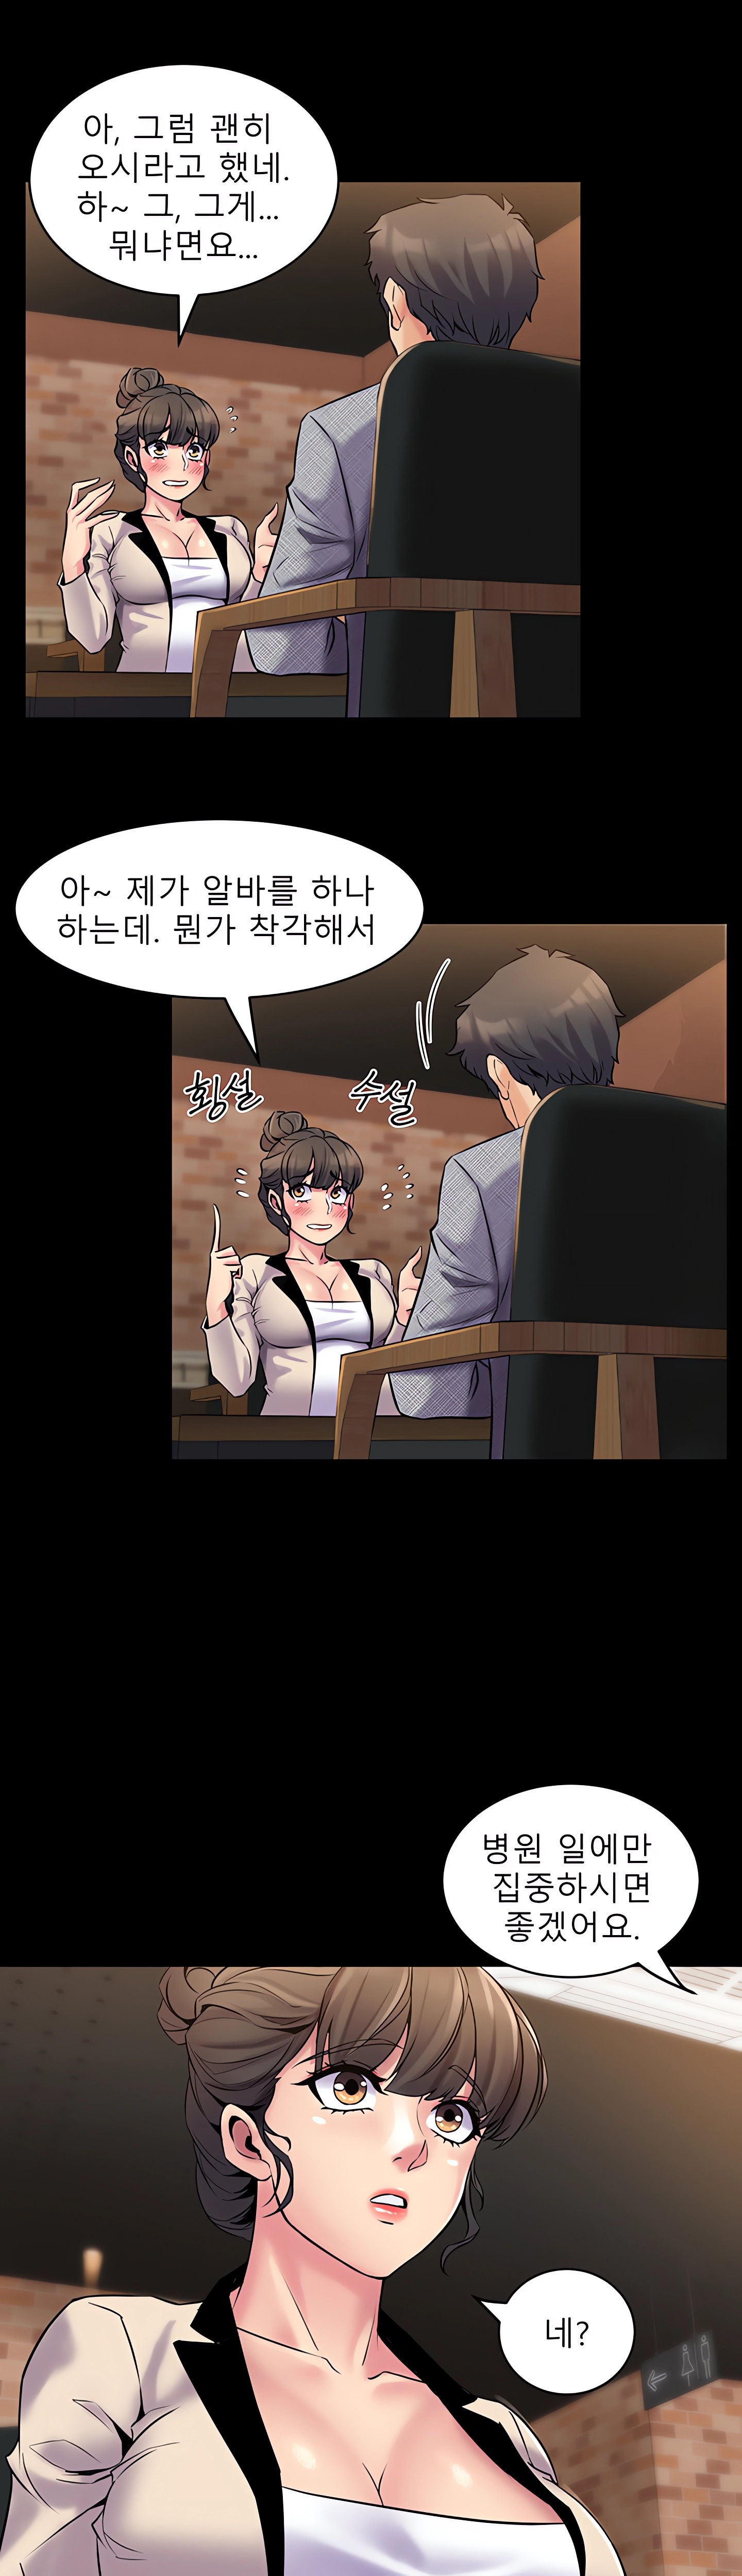 아, 그럼 괜히
오시라고 했네.
하~ 그, 그게...
뭐냐면요...
아~ 제가 알바를 하나
하는데. 뭔가 착각해서
횡설
수설
병원 일에만
집중하시면
좋겠어요.
네?